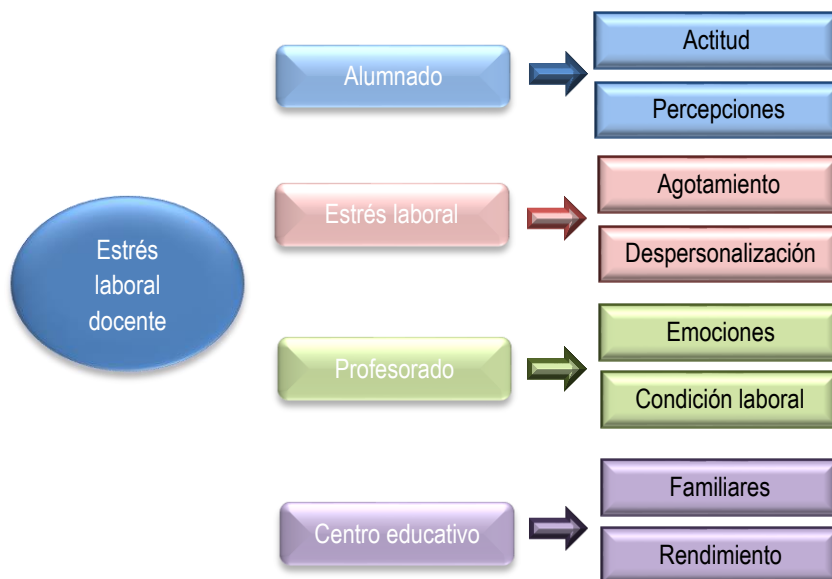 Estrés
laboral
docente
Alumnado
Actitud
Percepciones
Estrés laboral
Agotamiento
Despersonalización
Profesorado
Emociones
Condición laboral
Centro educativo
Familiares
Rendimiento